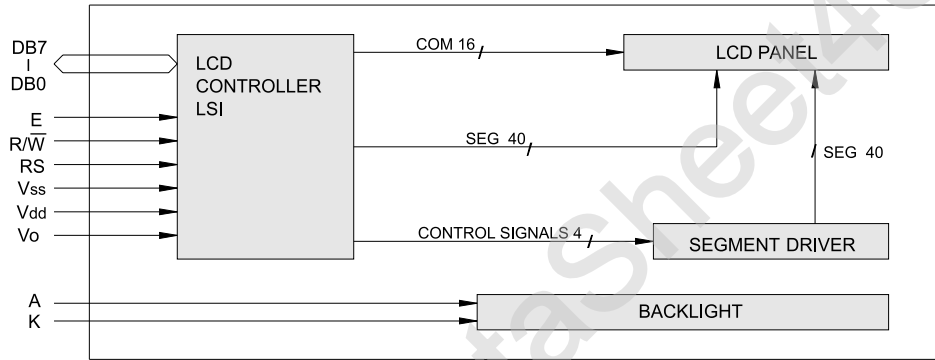 DB7
DB0
E
R/W̅
RS
Vss
Vdd
Vo
A
K
LCD
CONTROLLER
LSI
COM 16
SEG 40
CONTROL SIGNALS 4
LCD PANEL
SEG 40
SEGMENT DRIVER
BACKLIGHT